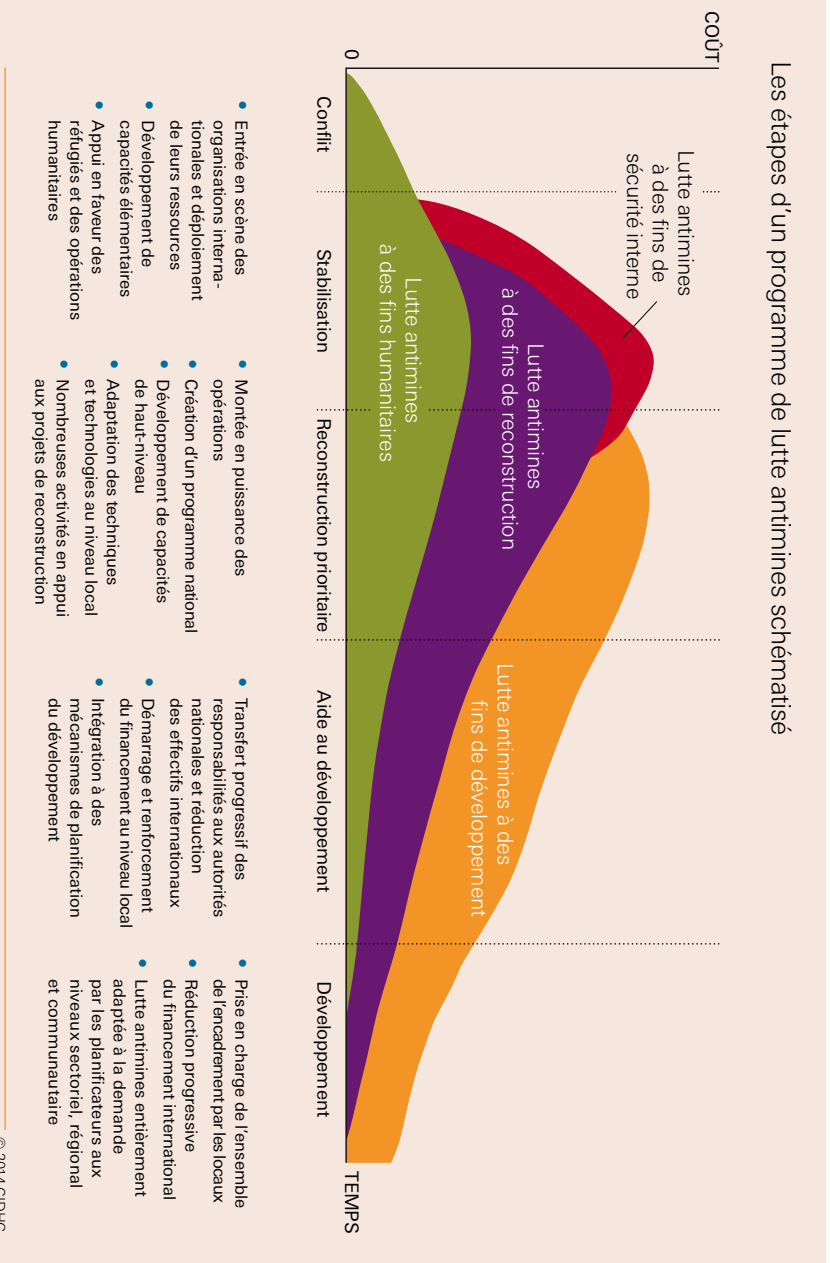 Les étapes d’un programme de lutte antimines schématisé
COÛT
Lutte antimines
à des fins de
sécurité interne
Lutte antimines
à des fins de reconstruction
Lutte antimines
à des fins humanitaires
Lutte antimines à des
fins de développement
0
TEMPS
Conflit
Stabilisation
Reconstruction prioritaire
Aide au développement
Développement
• Entrée en scène des
organisations interna-
tionales et déploiement
de leurs ressources
• Développement de
capacités élémentaires
• Appui en faveur des
réfugiés et des opérations
humanitaires
• Montée en puissance des
opérations
• Création d’un programme national
• Développement de capacités
de haut-niveau
• Adaptation des techniques
et technologies au niveau local
• Nombreuses activités en appui
aux projets de reconstruction
• Transfert progressif des
responsabilités aux autorités
nationales et réduction
des effectifs internationaux
• Démarrage et renforcement
du financement au niveau local
• Intégration à des
mécanismes de planification
du développement
• Prise en charge de l’ensemble
de l’encadrement par les locaux
• Réduction progressive
du financement international
• Lutte antimines entièrement
adaptée à la demande
par les planificateurs aux
niveaux sectoriel, régional
et communautaire
© 2014 CIDHG